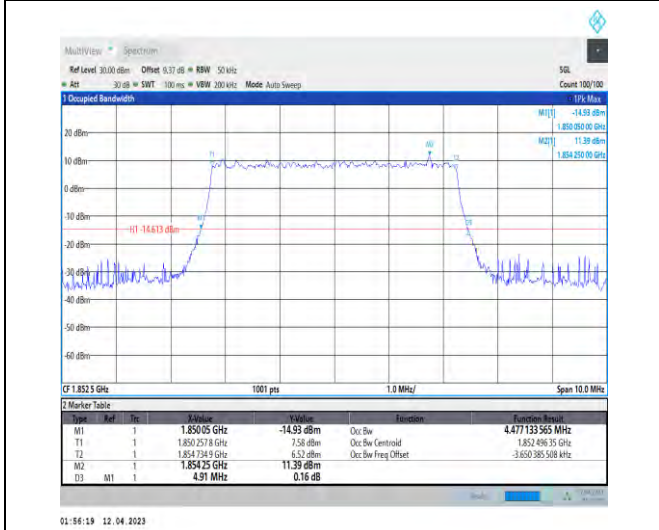 MultiView Spectrum
Ref Level 30.00 dBm Offset 9.37 dB RBW 50 kHz SGL
Att 30 dB SWT 100 ms VBW 200 kHz Mode Auto Sweep Count 100/100
1 Occupied Bandwidth 1Pk Max
M1[1] -14.93 dBm
1.850 050 00 GHz
M2[1] 11.39 dBm
1.854 250 00 GHz
20 dBm
M2
T1 T2
10 dBm
0 dBm
-10 dBm
M1 D3
H1 -14.613 dBm
-30 dBm
-40 dBm
-50 dBm
-60 dBm
CF 1.852 5 GHz 1001 pts 1.0 MHz/ Span 10.0 MHz
2 Marker Table
Type Ref Trc X-Value Y-Value Function Function Result
M1 1 1.85005 GHz -14.93 dBm Occ Bw 4.477 133 565 MHz
T1 1 1.850 257 8 GHz 7.58 dBm Occ Bw Centroid 1.852 496 35 GHz
T2 1 1.854 734 9 GHz 6.52 dBm Occ Bw Freq Offset -3.650 385 508 kHz
M2 1 1.85425 GHz 11.39 dBm
D3 M1 1 4.91 MHz 0.16 dB
Ready
01:56:19 12.04.2023